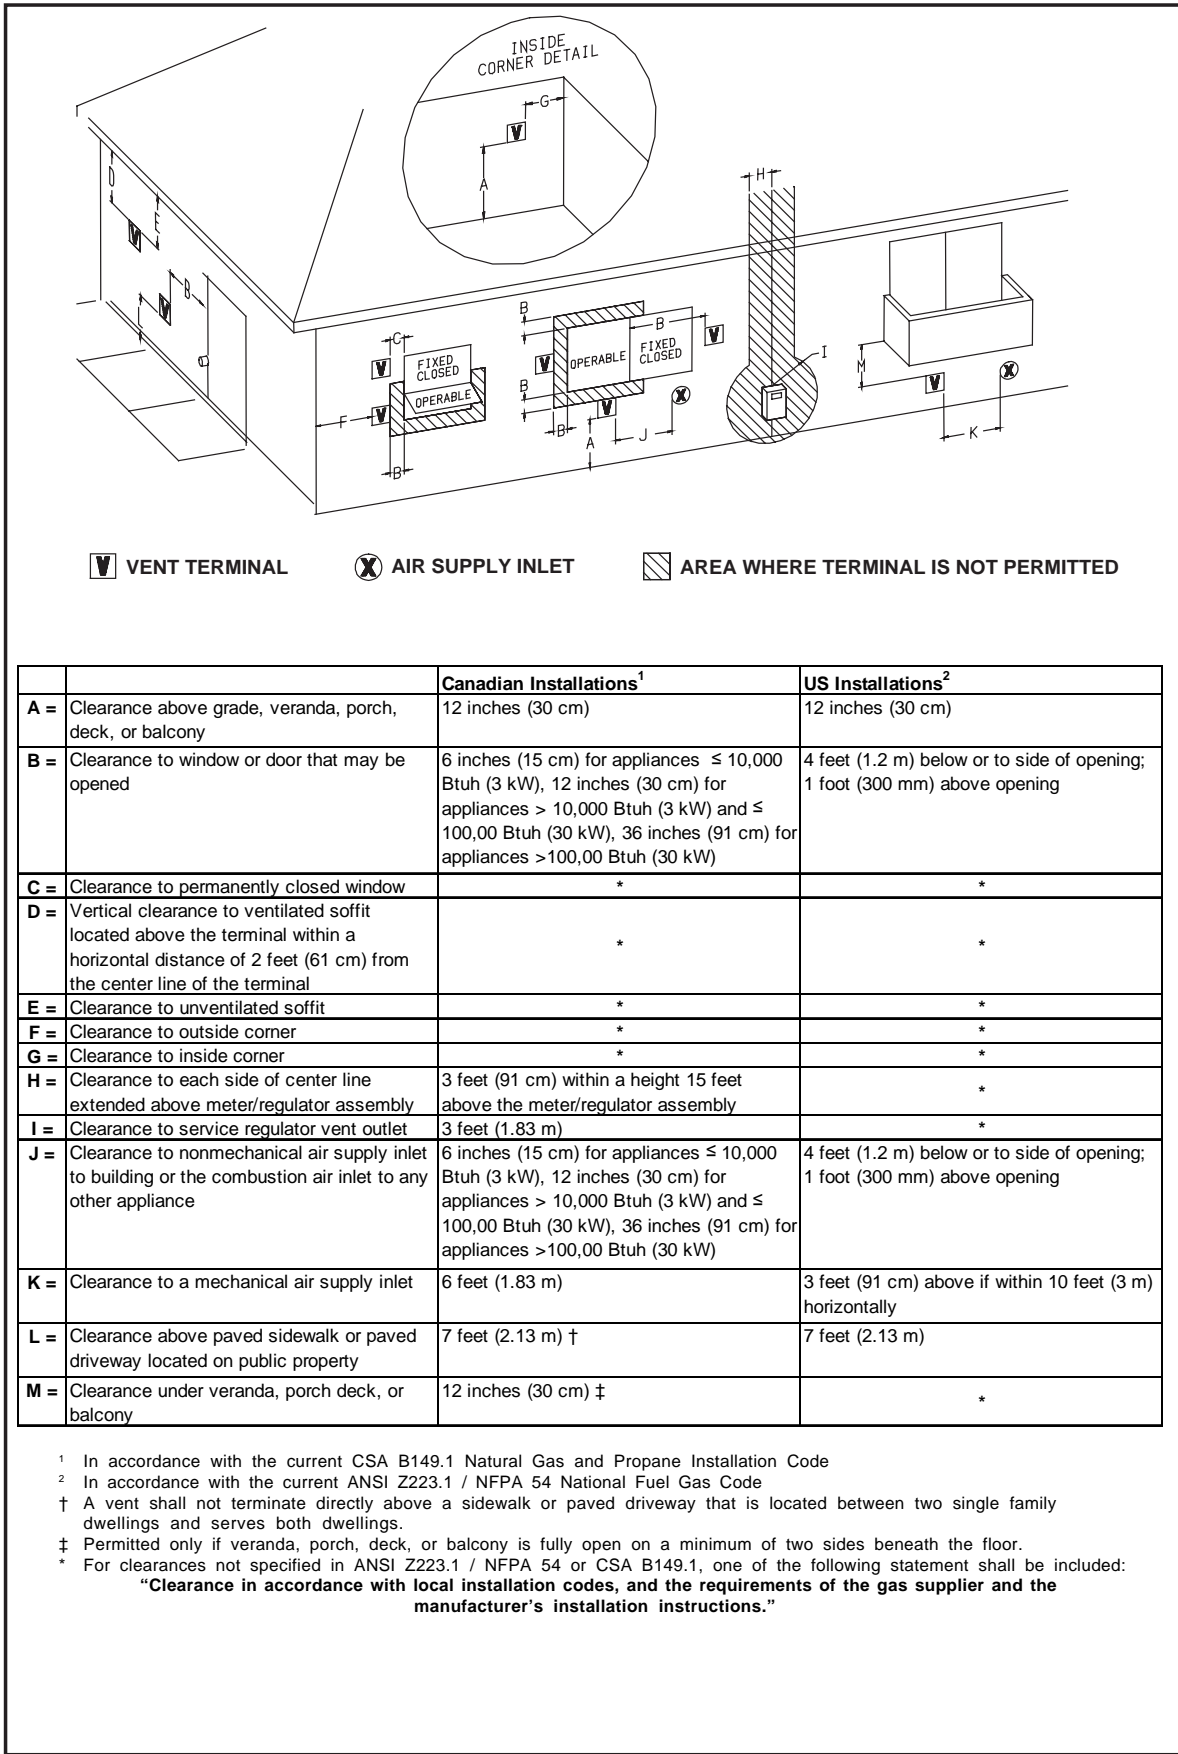 INSIDE
CORNER DETAIL
G
V
A
H
D
E
V
B
V
L
C
V
FIXED
CLOSED
OPERABLE
V
F
B
B
B
V
OPERABLE
FIXED
CLOSED
V
B
X
V
B
A
J
I
M
V
X
K
V VENT TERMINAL X AIR SUPPLY INLET AREA WHERE TERMINAL IS NOT PERMITTED
Canadian Installations¹ US Installations²
A = Clearance above grade, veranda, porch, 12 inches (30 cm) 12 inches (30 cm)
deck, or balcony
B = Clearance to window or door that may be 6 inches (15 cm) for appliances ≤ 10,000 4 feet (1.2 m) below or to side of opening;
opened Btuh (3 kW), 12 inches (30 cm) for 1 foot (300 mm) above opening
appliances > 10,000 Btuh (3 kW) and ≤
100,00 Btuh (30 kW), 36 inches (91 cm) for
appliances >100,00 Btuh (30 kW)
C = Clearance to permanently closed window * *
D = Vertical clearance to ventilated soffit
located above the terminal within a
horizontal distance of 2 feet (61 cm) from * *
the center line of the terminal
E = Clearance to unventilated soffit * *
F = Clearance to outside corner * *
G = Clearance to inside corner * *
H = Clearance to each side of center line 3 feet (91 cm) within a height 15 feet *
extended above meter/regulator assembly above the meter/regulator assembly
I = Clearance to service regulator vent outlet 3 feet (1.83 m) *
J = Clearance to nonmechanical air supply inlet 6 inches (15 cm) for appliances ≤ 10,000 4 feet (1.2 m) below or to side of opening;
to building or the combustion air inlet to any Btuh (3 kW), 12 inches (30 cm) for 1 foot (300 mm) above opening
other appliance appliances > 10,000 Btuh (3 kW) and ≤
100,00 Btuh (30 kW), 36 inches (91 cm) for
appliances >100,00 Btuh (30 kW)
K = Clearance to a mechanical air supply inlet 6 feet (1.83 m) 3 feet (91 cm) above if within 10 feet (3 m)
horizontally
L = Clearance above paved sidewalk or paved 7 feet (2.13 m) † 7 feet (2.13 m)
driveway located on public property
M = Clearance under veranda, porch deck, or 12 inches (30 cm) ‡ *
balcony
¹ In accordance with the current CSA B149.1 Natural Gas and Propane Installation Code
² In accordance with the current ANSI Z223.1 / NFPA 54 National Fuel Gas Code
† A vent shall not terminate directly above a sidewalk or paved driveway that is located between two single family
dwellings and serves both dwellings.
‡ Permitted only if veranda, porch, deck, or balcony is fully open on a minimum of two sides beneath the floor.
* For clearances not specified in ANSI Z223.1 / NFPA 54 or CSA B149.1, one of the following statement shall be included:
“Clearance in accordance with local installation codes, and the requirements of the gas supplier and the
manufacturer’s installation instructions.”